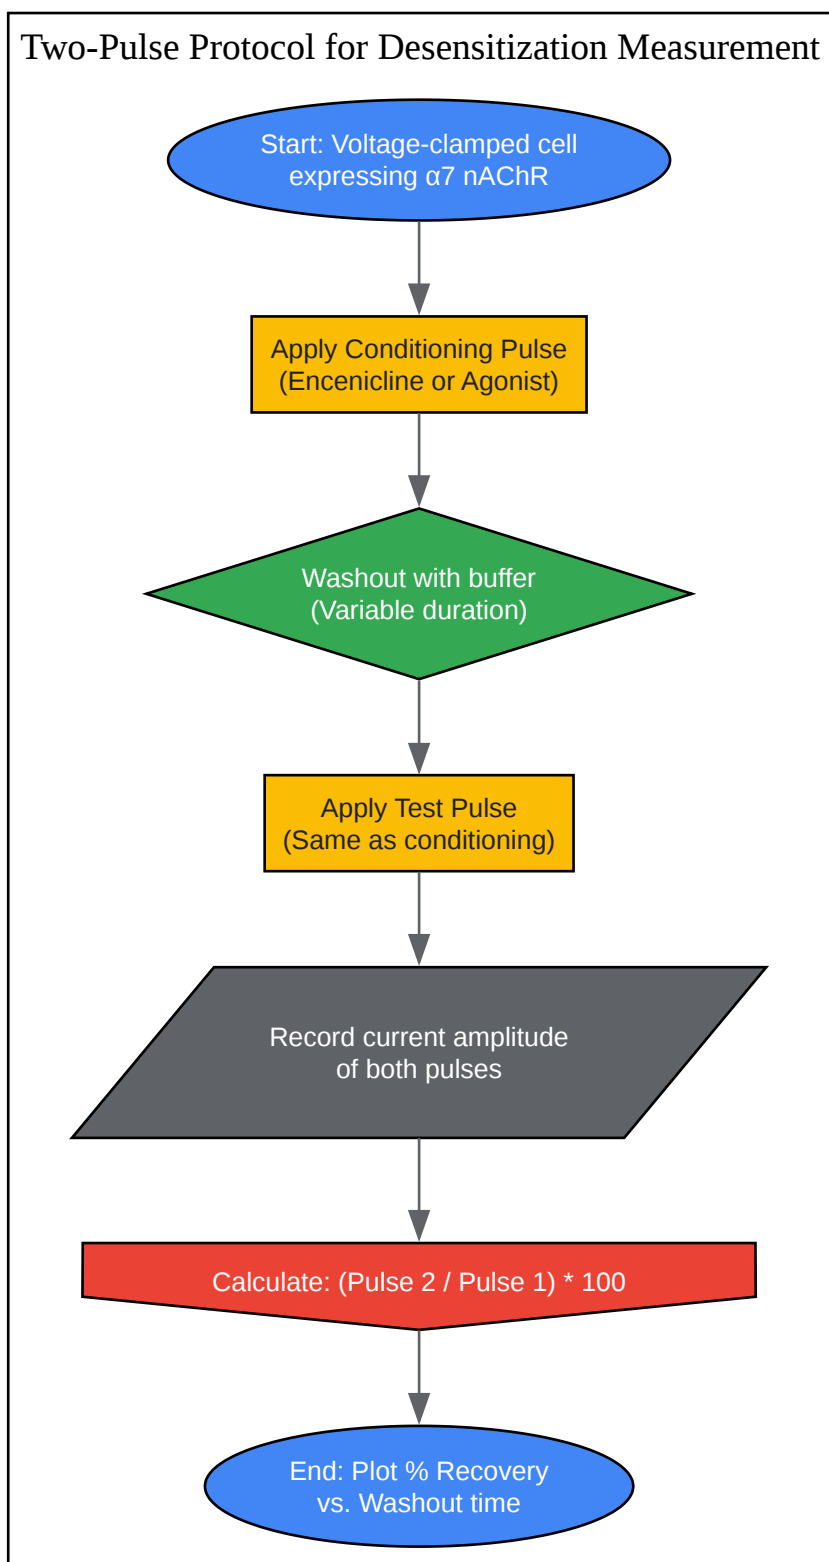 Two-Pulse Protocol for Desensitization Measurement
Start: Voltage-clamped cell
expressing α7 nAChR
Apply Conditioning Pulse
(Encenicline or Agonist)
Washout with buffer
(Variable duration)
Apply Test Pulse
(Same as conditioning)
Record current amplitude
of both pulses
Calculate: (Pulse 2 / Pulse 1) * 100
End: Plot % Recovery
vs. Washout time